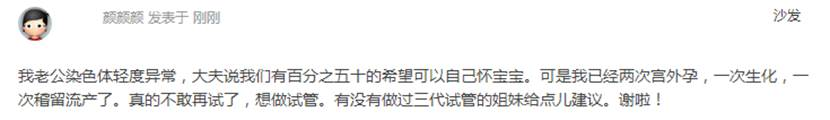 颜颜颜 发表于 刚刚 沙发
我老公染色体轻度异常，大夫说我们有百分之五十的希望可以自己怀宝宝。可是我已经两次宫外孕，一次生化，一
次稽留流产了。真的不敢再试了，想做试管。有没有做过三代试管的姐妹给点儿建议。谢啦！